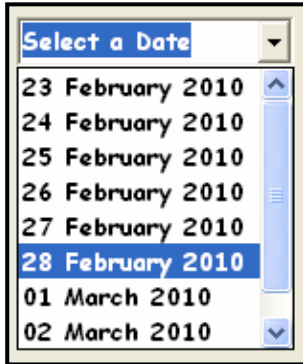 Select a Date
23 February 2010
24 February 2010
25 February 2010
26 February 2010
27 February 2010
28 February 2010
01 March 2010
02 March 2010